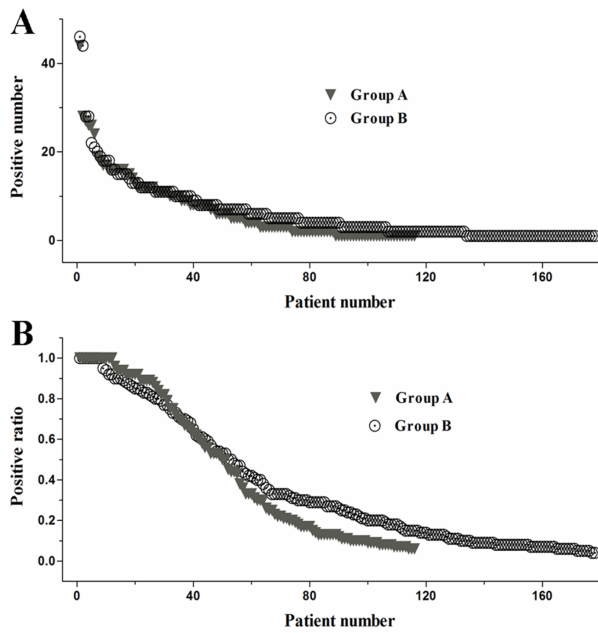 A
Positive number
40
20
0
Group A
Group B
0 40 80 120 160
Patient number
B
Positive ratio
1.0
0.8
0.6
0.4
0.2
0.0
Group A
Group B
0 40 80 120 160
Patient number